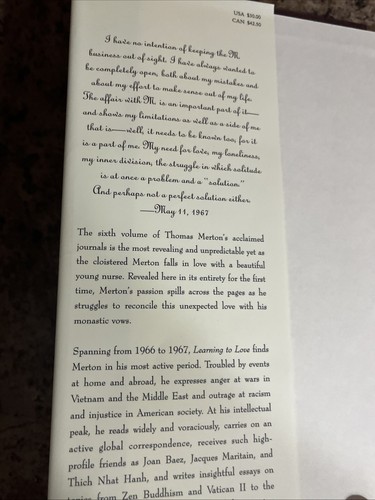 USA $30.00
CAN $42.50
I have no intention of keeping the M.
business out of sight. I have always wanted to
be completely open, both about my mistakes and
about my effort to make sense out of my life.
The affair with M. is an important part of it—
and shows my limitations as well as a side of me
that is—well, it needs to be known too, for it
is a part of me. My need for love, my loneliness,
my inner division, the struggle in which solitude
is at once a problem and a "solution."
And perhaps not a perfect solution either.
—May 11, 1967
The sixth volume of Thomas Merton's acclaimed
journals is the most revealing and unpredictable yet as
the cloistered Merton falls in love with a beautiful
young nurse. Revealed here in its entirety for the first
time, Merton's passion spills across the pages as he
struggles to reconcile this unexpected love with his
monastic vows.
Spanning from 1966 to 1967, Learning to Love finds
Merton in his most active period. Troubled by events
at home and abroad, he expresses anger at wars in
Vietnam and the Middle East and outrage at racism
and injustice in American society. At his intellectual
peak, he reads widely and voraciously, carries on an
active global correspondence, receives such high-
profile friends as Joan Baez, Jacques Maritain, and
Thich Nhat Hanh, and writes insightful essays on
topics from Zen Buddhism and Vatican II to the